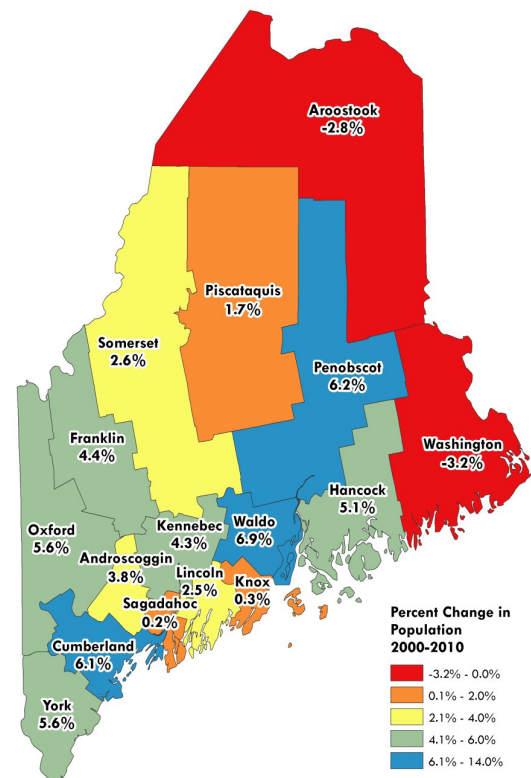 Aroostook
-2.8%
Piscataquis
1.7%
Somerset
2.6%
Penobscot
6.2%
Franklin
4.4%
Washington
-3.2%
Hancock
5.1%
Oxford
5.6%
Kennebec
4.3%
Waldo
6.9%
Androscoggin
3.8%
Lincoln
2.5%
Knox
0.3%
Sagadahoc
0.2%
Cumberland
6.1%
York
5.6%
Percent Change in
Population
2000-2010
-3.2% - 0.0%
0.1% - 2.0%
2.1% - 4.0%
4.1% - 6.0%
6.1% - 14.0%